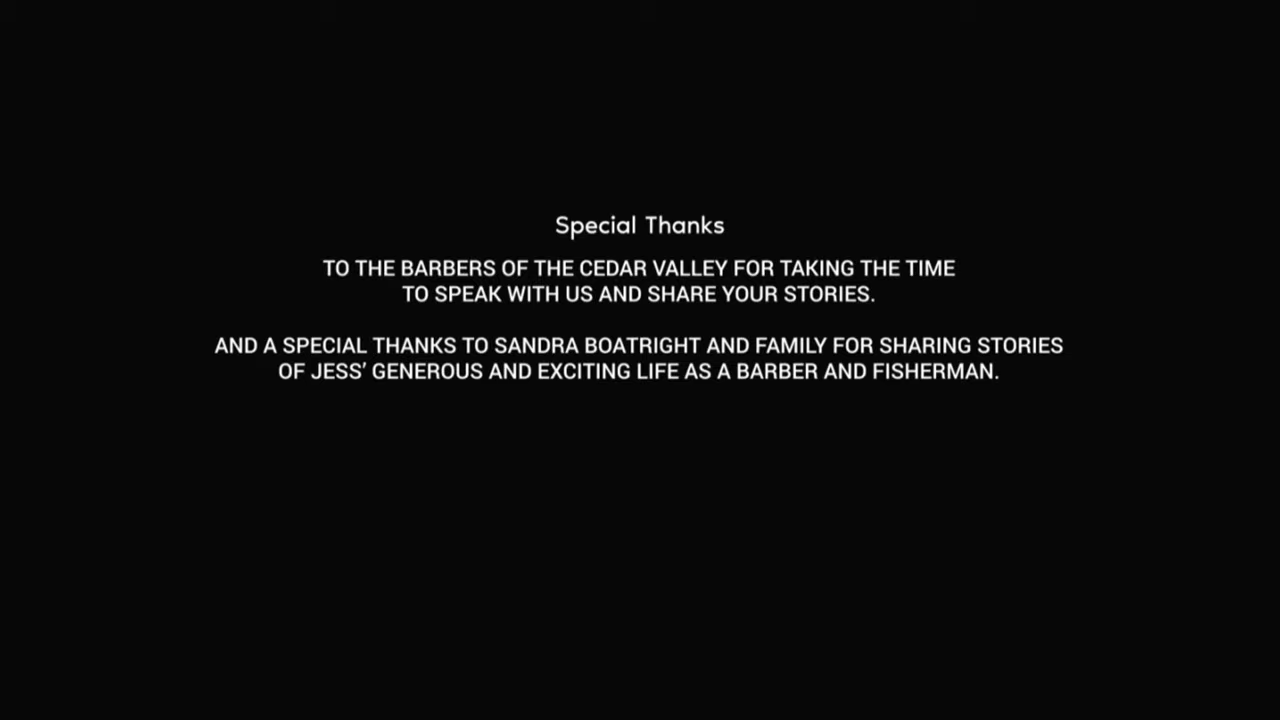 Special Thanks
TO THE BARBERS OF THE CEDAR VALLEY FOR TAKING THE TIME
TO SPEAK WITH US AND SHARE YOUR STORIES.
AND A SPECIAL THANKS TO SANDRA BOATRIGHT AND FAMILY FOR SHARING STORIES
OF JESS’ GENEROUS AND EXCITING LIFE AS A BARBER AND FISHERMAN.